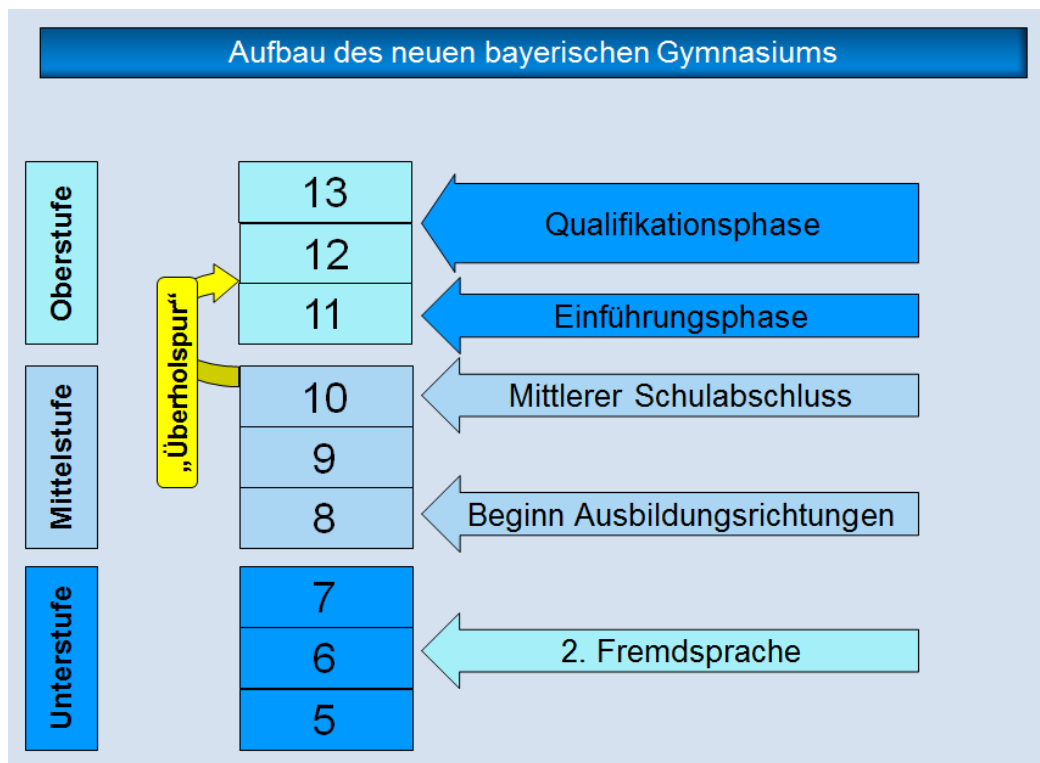 Aufbau des neuen bayerischen Gymnasiums
Oberstufe
13
Qualifikationsphase
12
11
Einführungsphase
„Überholspur“
Mittelstufe
10
Mittlerer Schulabschluss
9
8
Beginn Ausbildungsrichtungen
Unterstufe
7
6
2. Fremdsprache
5